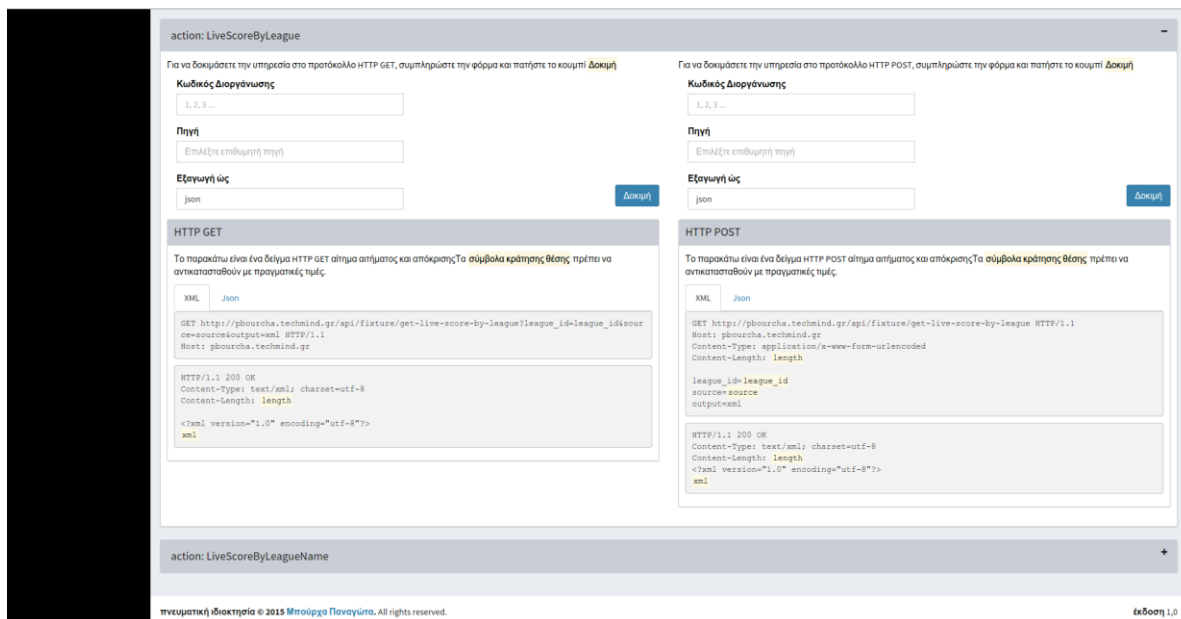 action: LiveScoreByLeague
Για να δοκιμάσετε την υπηρεσία στο προτόκολλο HTTP GET, συμπληρώστε την φόρμα και πατήστε το κουμπί Δοκιμή
Κωδικός Διοργάνωσης
1, 2, 3 ...
Πηγή
Επιλέξτε επιθυμητή πηγή
Εξαγωγή ώς
json
Δοκιμή
HTTP GET
Το παρακάτω είναι ένα δείγμα HTTP GET αίτημα αιτήματος και απόκρισηςΤα σύμβολα κράτησης θέσης πρέπει να
αντικατασταθούν με πραγματικές τιμές.
XML Json
GET http://pbourcha.techmind.gr/api/fixture/get-live-score-by-league?league_id=league_id&sour
ce=source&output=xml HTTP/1.1
Host: pbourcha.techmind.gr
HTTP/1.1 200 OK
Content-Type: text/xml; charset=utf-8
Content-Length: length
<?xml version="1.0" encoding="utf-8"?>
xml
Για να δοκιμάσετε την υπηρεσία στο προτόκολλο HTTP POST, συμπληρώστε την φόρμα και πατήστε το κουμπί Δοκιμή
Κωδικός Διοργάνωσης
1, 2, 3 ...
Πηγή
Επιλέξτε επιθυμητή πηγή
Εξαγωγή ώς
json
Δοκιμή
HTTP POST
Το παρακάτω είναι ένα δείγμα HTTP POST αίτημα αιτήματος και απόκρισηςΤα σύμβολα κράτησης θέσης πρέπει να
αντικατασταθούν με πραγματικές τιμές.
XML Json
GET http://pbourcha.techmind.gr/api/fixture/get-live-score-by-league HTTP/1.1
Host: pbourcha.techmind.gr
Content-Type: application/x-www-form-urlencoded
Content-Length: length
league_id=league_id
source=source
output=xml
HTTP/1.1 200 OK
Content-Type: text/xml; charset=utf-8
Content-Length: length
<?xml version="1.0" encoding="utf-8"?>
xml
action: LiveScoreByLeagueName
πνευματική ιδιοκτησία © 2015 Μπούρχα Παναγώτα. All rights reserved.
έκδοση 1,0